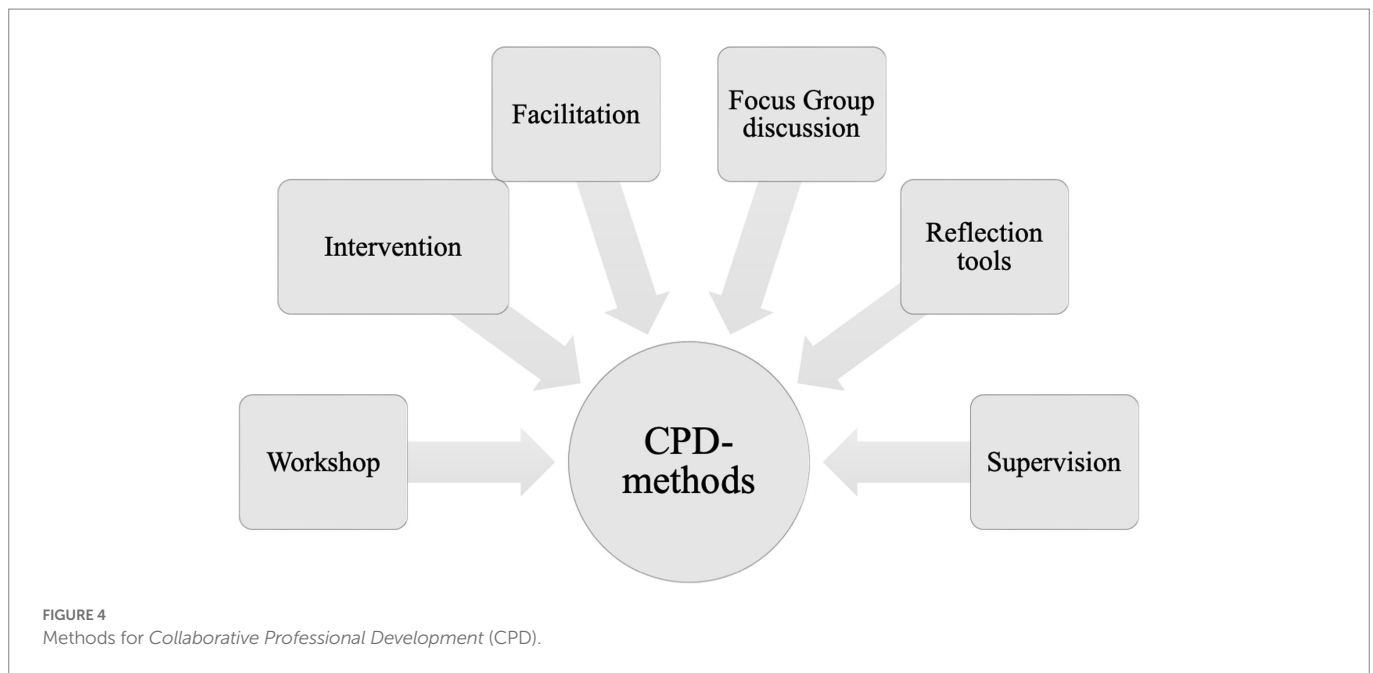 Facilitation
Focus Group
discussion
Intervention
Reflection
tools
Workshop
CPD-
methods
Supervision
FIGURE 4
Methods for Collaborative Professional Development (CPD).